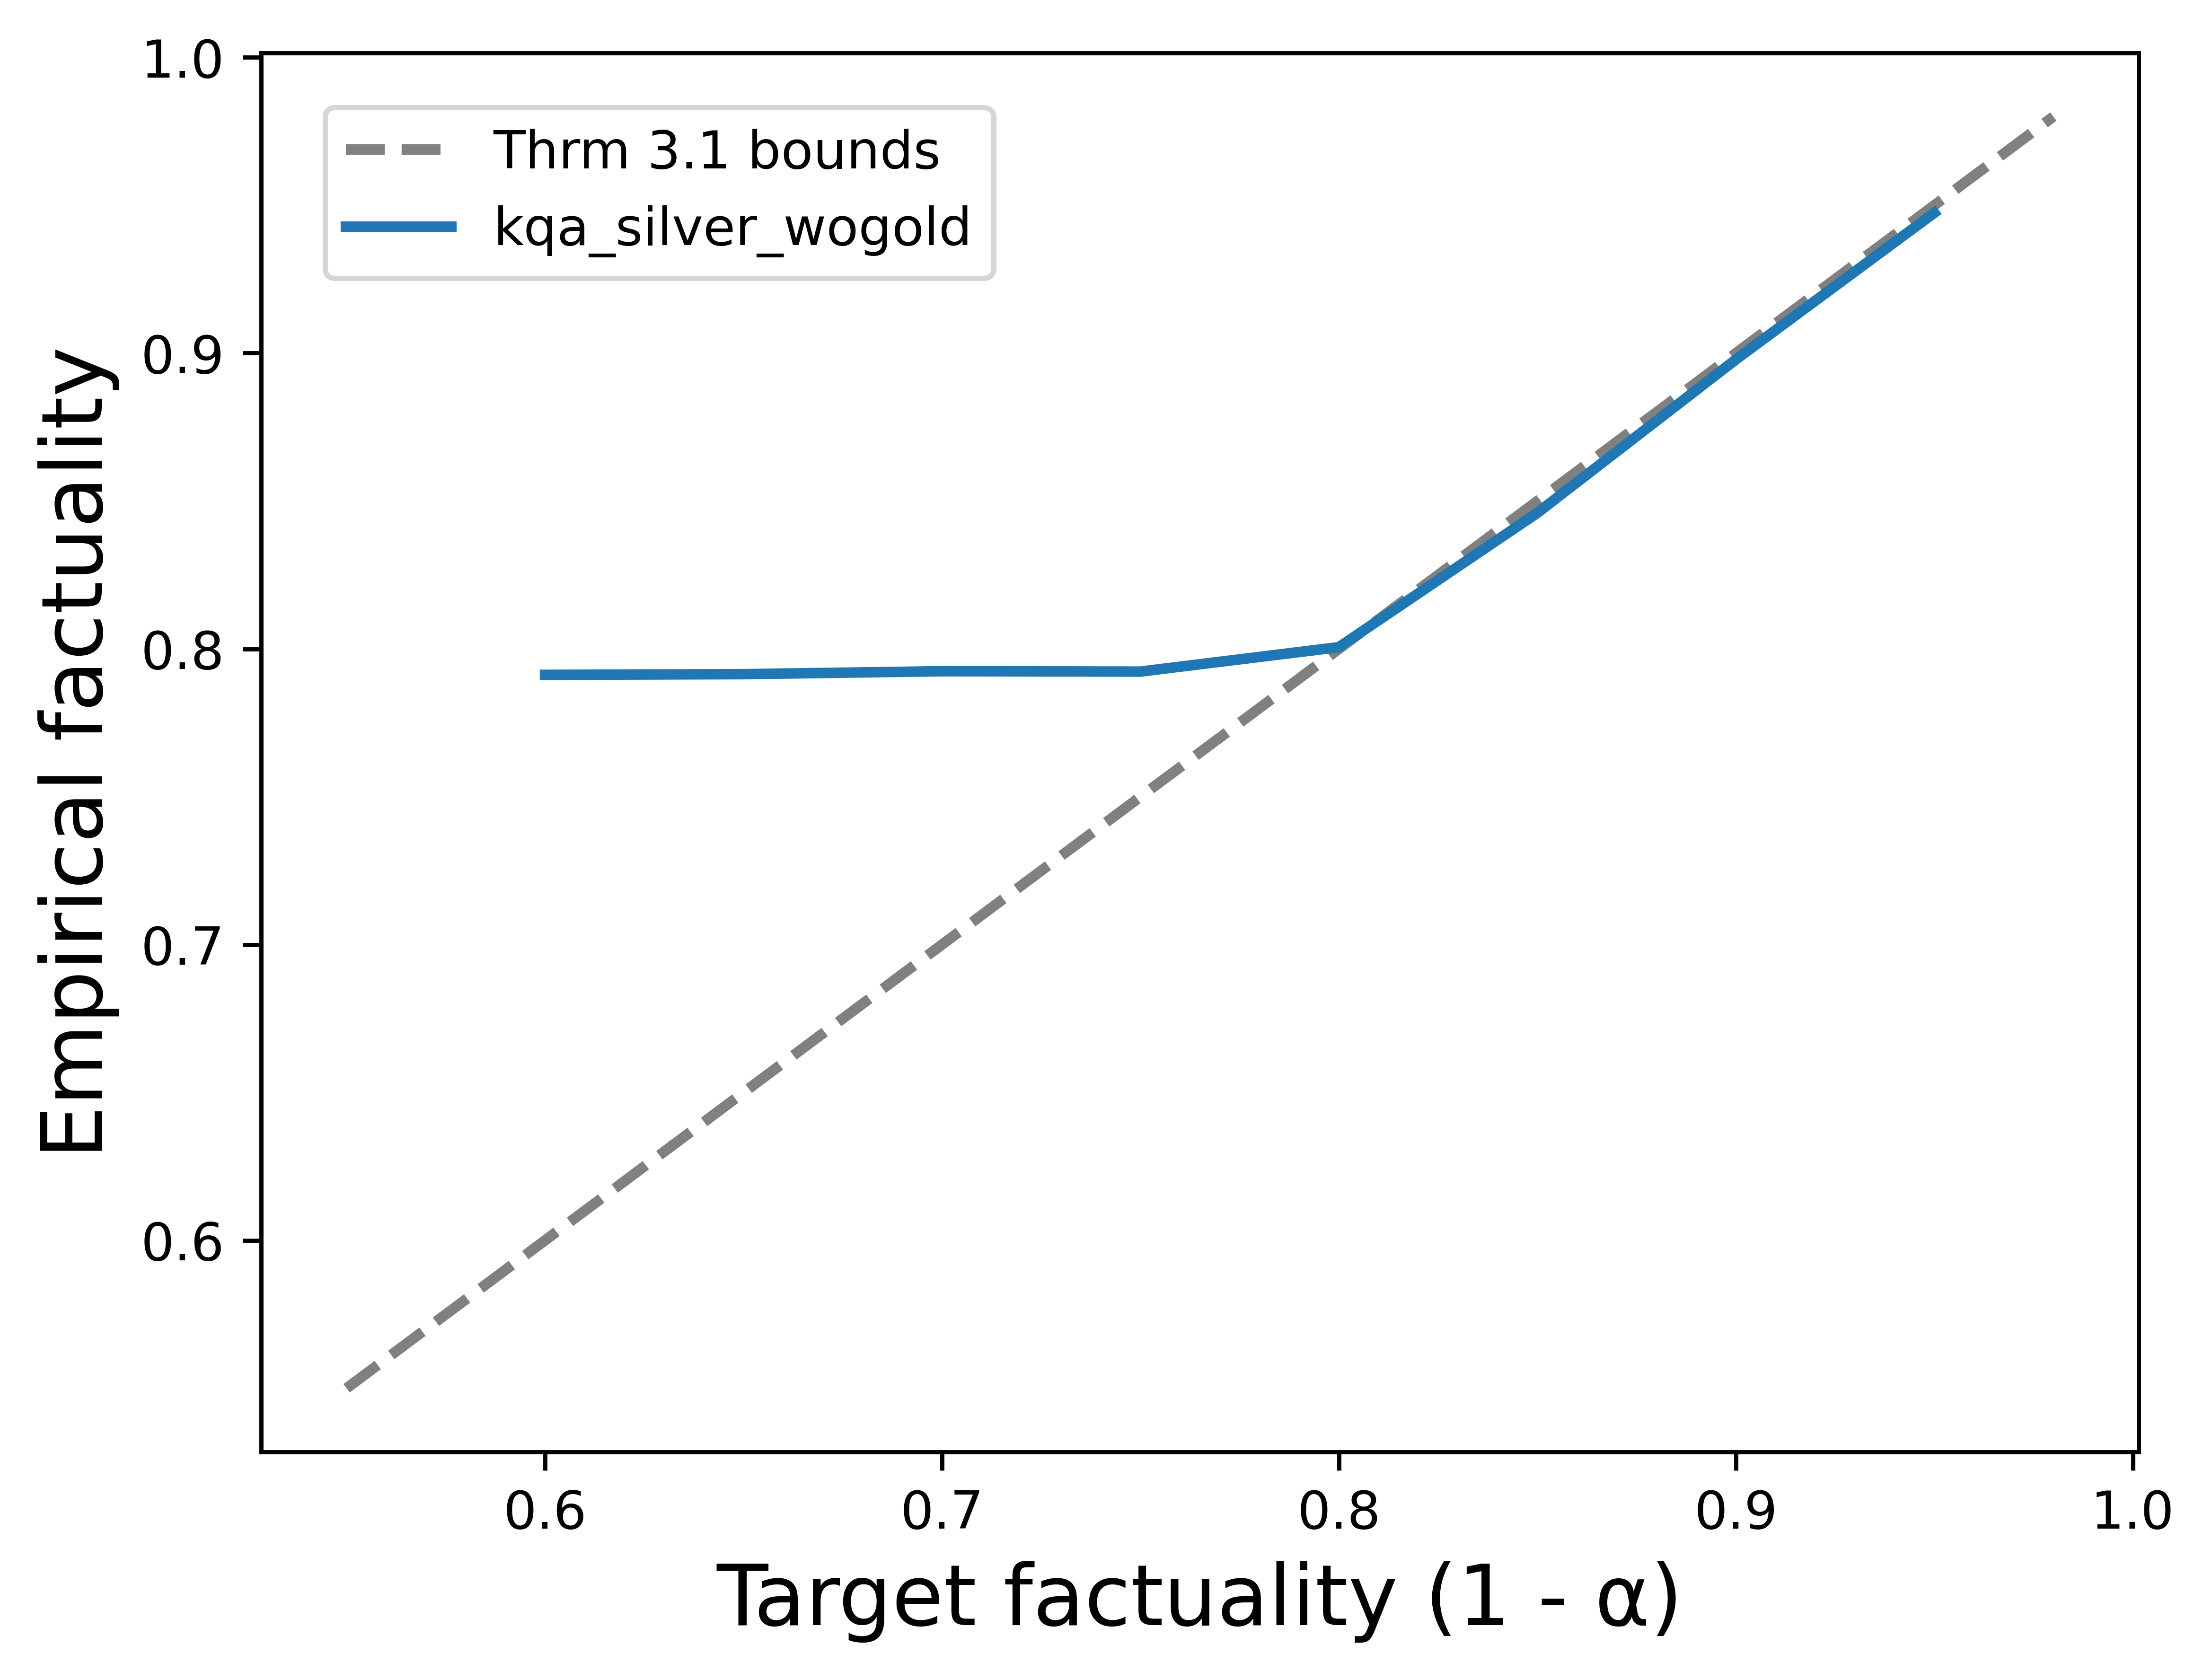 1.0
0.9
0.8
0.7
0.6
Empirical factuality
Thrm 3.1 bounds
kqa_silver_wogold
0.6 0.7 0.8 0.9 1.0
Target factuality (1 - α)